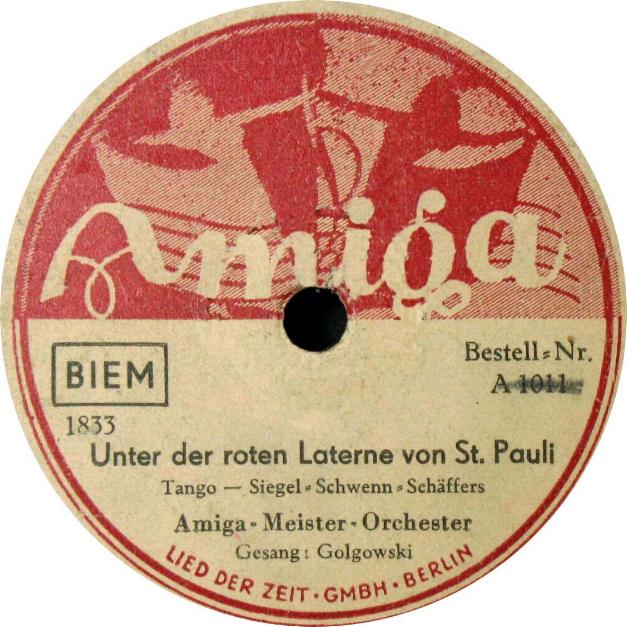 Amiga
BIEM
Bestell=Nr.
A 1011
1833
Unter der roten Laterne von St. Pauli
Tango — Siegel=Schwenn=Schäffers
Amiga-Meister-Orchester
Gesang: Golgowski
LIED DER ZEIT · GMBH · BERLIN